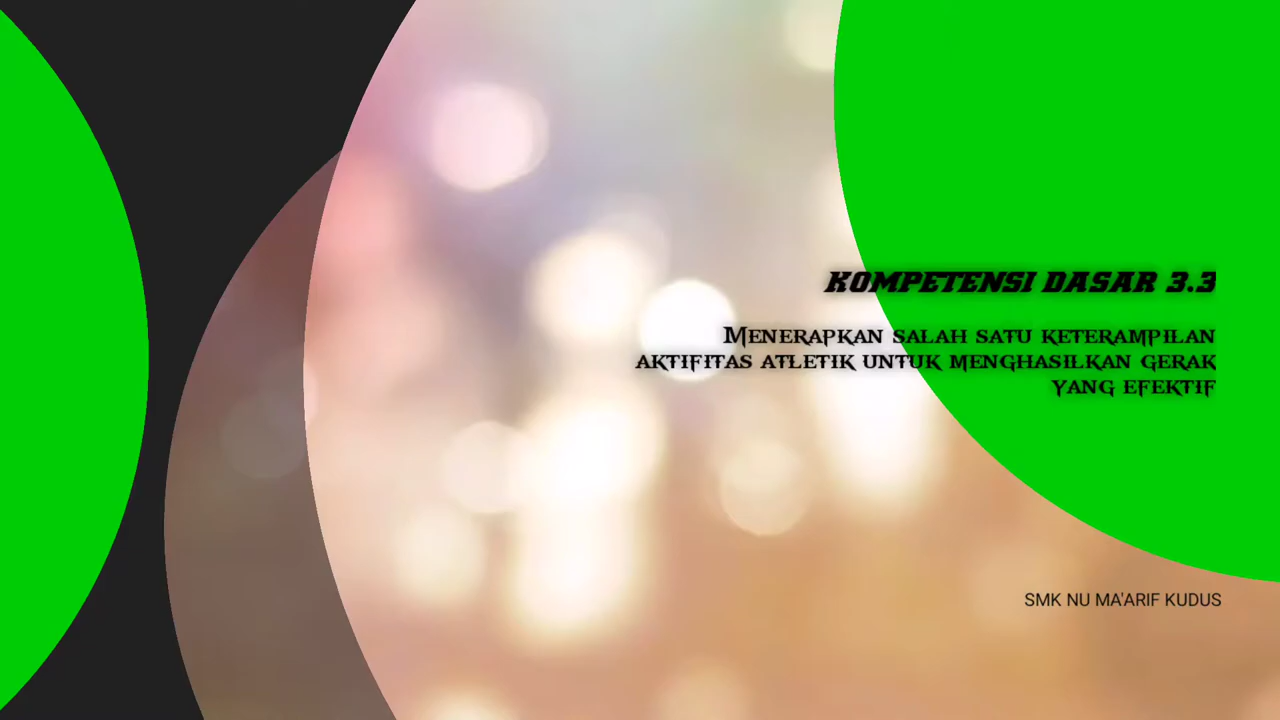 KOMPETENSI DASAR 3.3
Menerapkan salah satu keterampilan
aktifitas atletik untuk menghasilkan gerak
yang efektif
SMK NU MA'ARIF KUDUS